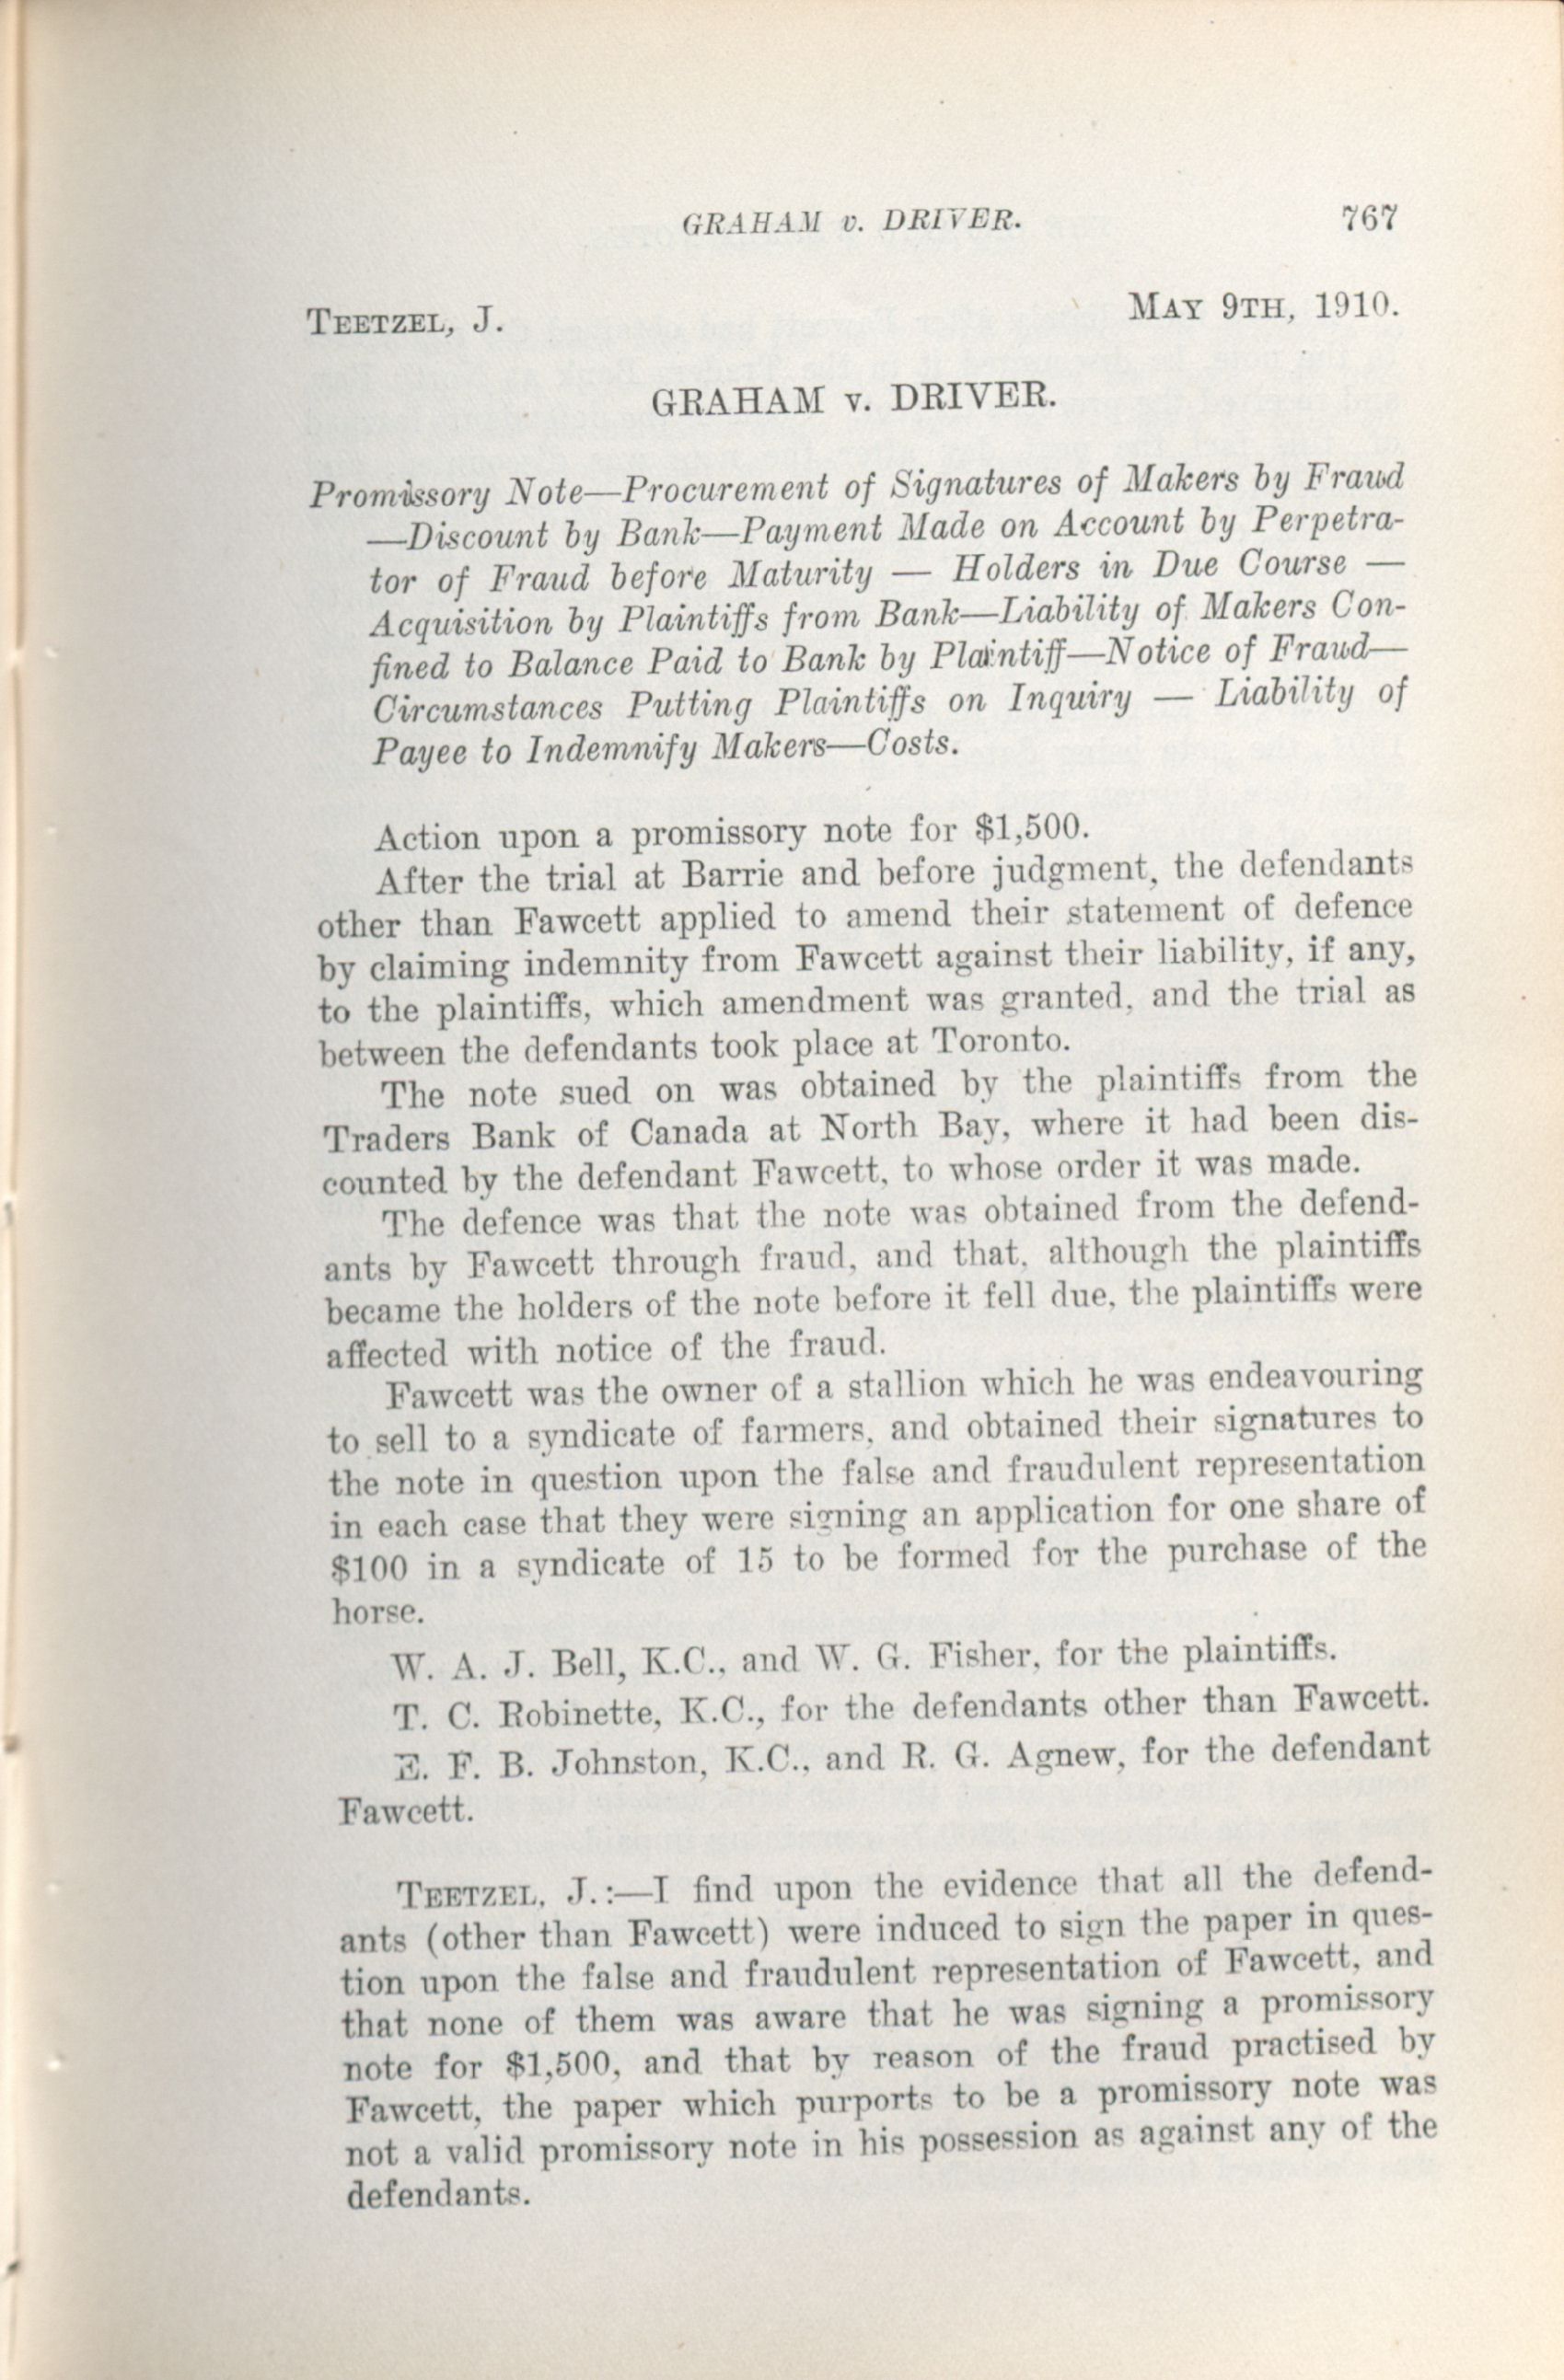 GRAHAM v. DRIVER. 767
TEETZEL, J. MAY 9TH, 1910.
GRAHAM v. DRIVER.
Promissory Note—Procurement of Signatures of Makers by Fraud
—Discount by Bank—Payment Made on Account by Perpetra-
tor of Fraud before Maturity — Holders in Due Course —
Acquisition by Plaintiffs from Bank—Liability of Makers Con-
fined to Balance Paid to Bank by Plaintiff—Notice of Fraud—
Circumstances Putting Plaintiffs on Inquiry — Liability of
Payee to Indemnify Makers—Costs.
Action upon a promissory note for $1,500.
After the trial at Barrie and before judgment, the defendants
other than Fawcett applied to amend their statement of defence
by claiming indemnity from Fawcett against their liability, if any,
to the plaintiffs, which amendment was granted, and the trial as
between the defendants took place at Toronto.
The note sued on was obtained by the plaintiffs from the
Traders Bank of Canada at North Bay, where it had been dis-
counted by the defendant Fawcett, to whose order it was made.
The defence was that the note was obtained from the defend-
ants by Fawcett through fraud, and that, although the plaintiffs
became the holders of the note before it fell due, the plaintiffs were
affected with notice of the fraud.
Fawcett was the owner of a stallion which he was endeavouring
to sell to a syndicate of farmers, and obtained their signatures to
the note in question upon the false and fraudulent representation
in each case that they were signing an application for one share of
$100 in a syndicate of 15 to be formed for the purchase of the
horse.
W. A. J. Bell, K.C., and W. G. Fisher, for the plaintiffs.
T. C. Robinette, K.C., for the defendants other than Fawcett.
E. F. B. Johnston, K.C., and R. G. Agnew, for the defendant
Fawcett.
TEETZEL, J.:—I find upon the evidence that all the defend-
ants (other than Fawcett) were induced to sign the paper in ques-
tion upon the false and fraudulent representation of Fawcett, and
that none of them was aware that he was signing a promissory
note for $1,500, and that by reason of the fraud practised by
Fawcett, the paper which purports to be a promissory note was
not a valid promissory note in his possession as against any of the
defendants.